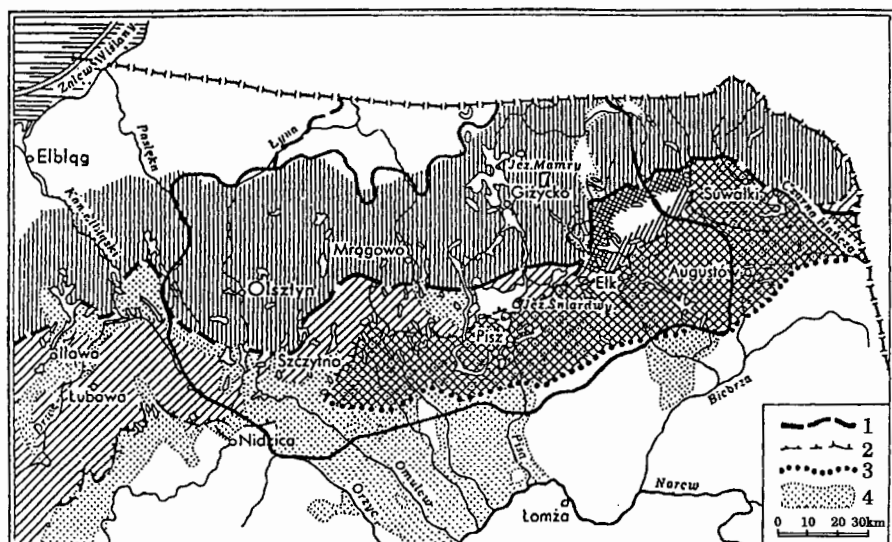 Zalew Wiślany
Elbląg
Pasłęka
Łyna
Kan. Elbląski
Jez. Mamry
Giżycko
Suwałki
Czarna Hańcza
Mrągowo
Olsztyn
Ełk
Augustów
Jez. Śniardwy
Pisz
Szczytno
Iława
Lubawa
Nidzica
Biebrza
Pisa
Omulew
Orzyc
Narew
Łomża
1
2
3
4
0 10 20 30km